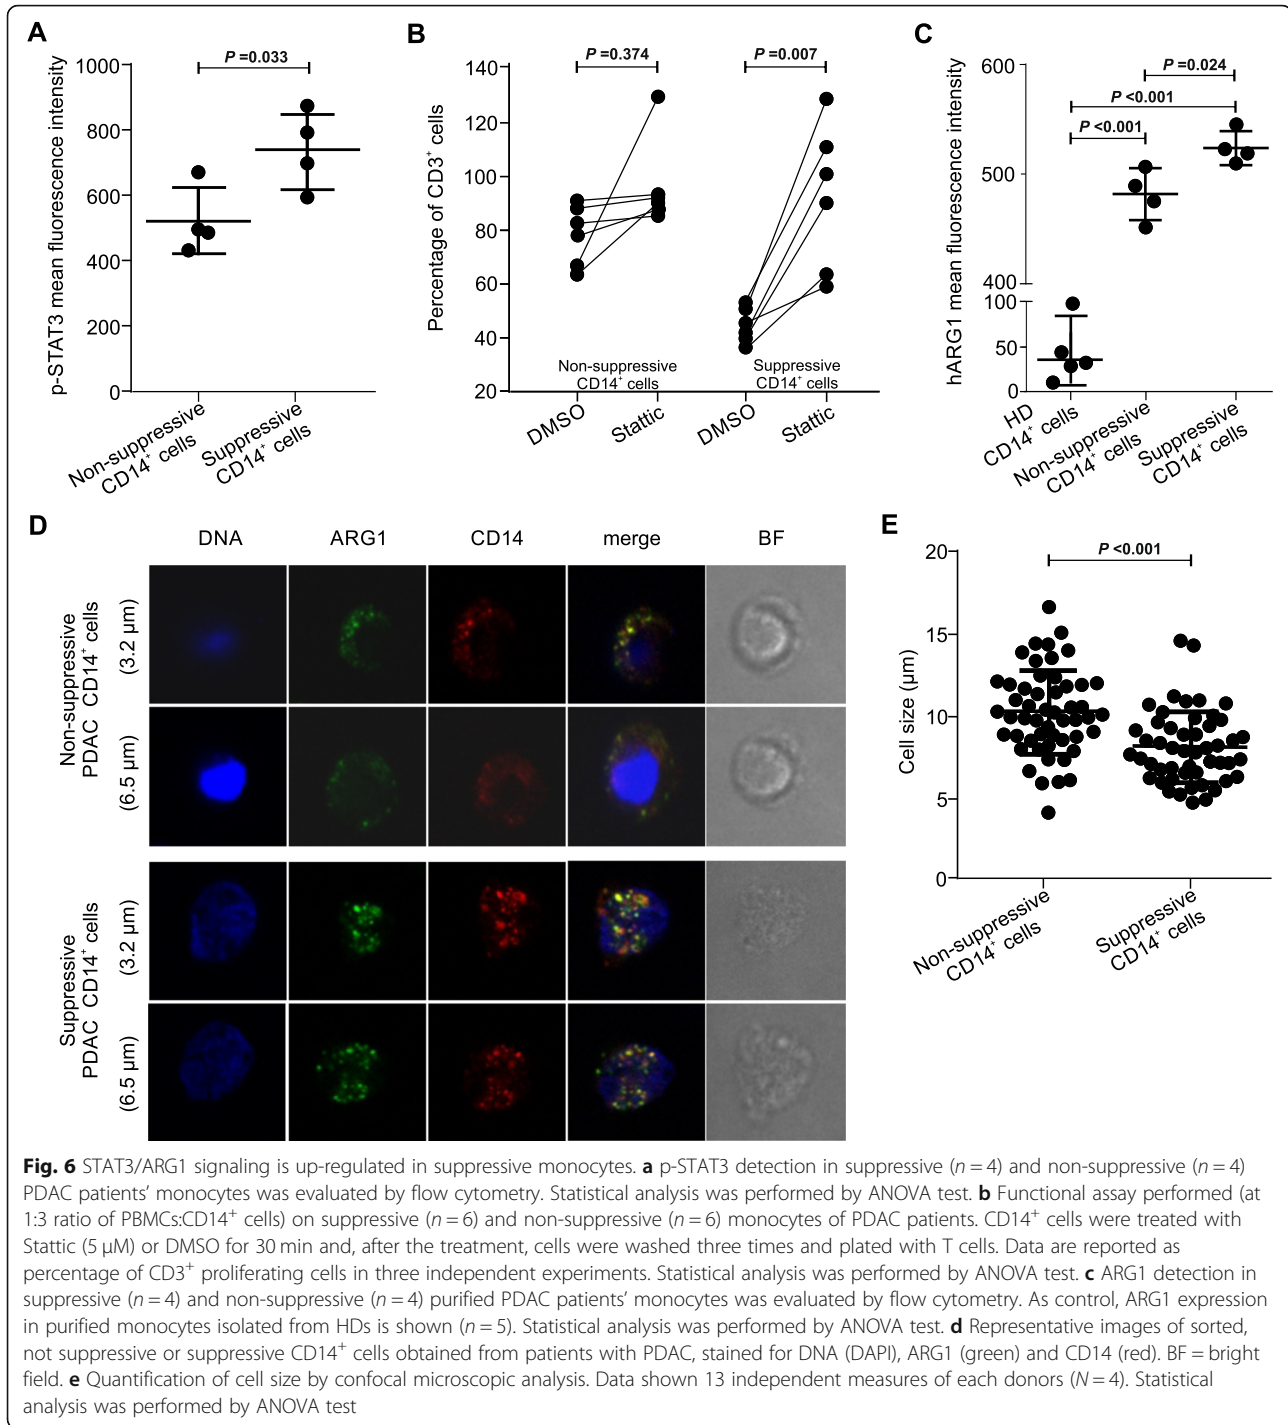 A
P =0.033
p-STAT3 mean fluorescence intensity
1000
800
600
400
200
0
Non-suppressive
CD14+ cells
Suppressive
CD14+ cells
B
P =0.374
P =0.007
Percentage of CD3+ cells
140
120
100
80
60
40
20
Non-suppressive
CD14+ cells
Suppressive
CD14+ cells
DMSO
Stattic
DMSO
Stattic
C
P =0.024
P <0.001
P <0.001
hARG1 mean fluorescence intensity
600
500
400
100
50
0
HD
CD14+ cells
Non-suppressive
CD14+ cells
Suppressive
CD14+ cells
D
DNA
ARG1
CD14
merge
BF
Non-suppressive
PDAC CD14+ cells
(3.2 µm)
(6.5 µm)
Suppressive
PDAC CD14+ cells
(3.2 µm)
(6.5 µm)
E
P <0.001
Cell size (µm)
20
15
10
5
0
Non-suppressive
CD14+ cells
Suppressive
CD14+ cells
Fig. 6 STAT3/ARG1 signaling is up-regulated in suppressive monocytes. a p-STAT3 detection in suppressive (n = 4) and non-suppressive (n = 4)
PDAC patients’ monocytes was evaluated by flow cytometry. Statistical analysis was performed by ANOVA test. b Functional assay performed (at
1:3 ratio of PBMCs:CD14+ cells) on suppressive (n = 6) and non-suppressive (n = 6) monocytes of PDAC patients. CD14+ cells were treated with
Stattic (5 µM) or DMSO for 30 min and, after the treatment, cells were washed three times and plated with T cells. Data are reported as
percentage of CD3+ proliferating cells in three independent experiments. Statistical analysis was performed by ANOVA test. c ARG1 detection in
suppressive (n = 4) and non-suppressive (n = 4) purified PDAC patients’ monocytes was evaluated by flow cytometry. As control, ARG1 expression
in purified monocytes isolated from HDs is shown (n = 5). Statistical analysis was performed by ANOVA test. d Representative images of sorted,
not suppressive or suppressive CD14+ cells obtained from patients with PDAC, stained for DNA (DAPI), ARG1 (green) and CD14 (red). BF = bright
field. e Quantification of cell size by confocal microscopic analysis. Data shown 13 independent measures of each donors (N = 4). Statistical
analysis was performed by ANOVA test